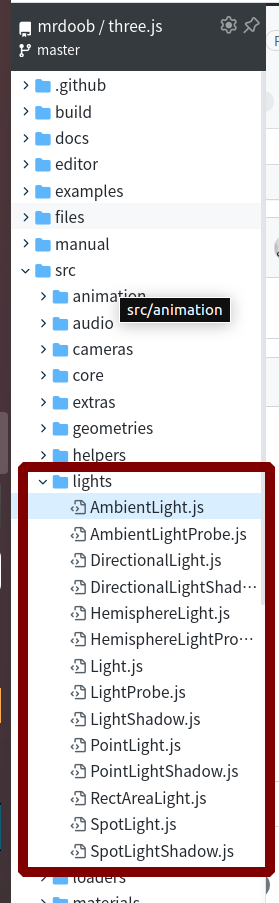 mrdoob / three.js
master
.github
build
docs
editor
examples
files
manual
src
animation
src/animation
audio
cameras
core
extras
geometries
helpers
lights
AmbientLight.js
AmbientLightProbe.js
DirectionalLight.js
DirectionalLightShad…
HemisphereLight.js
HemisphereLightPro…
Light.js
LightProbe.js
LightShadow.js
PointLight.js
PointLightShadow.js
RectAreaLight.js
SpotLight.js
SpotLightShadow.js
loaders
materials